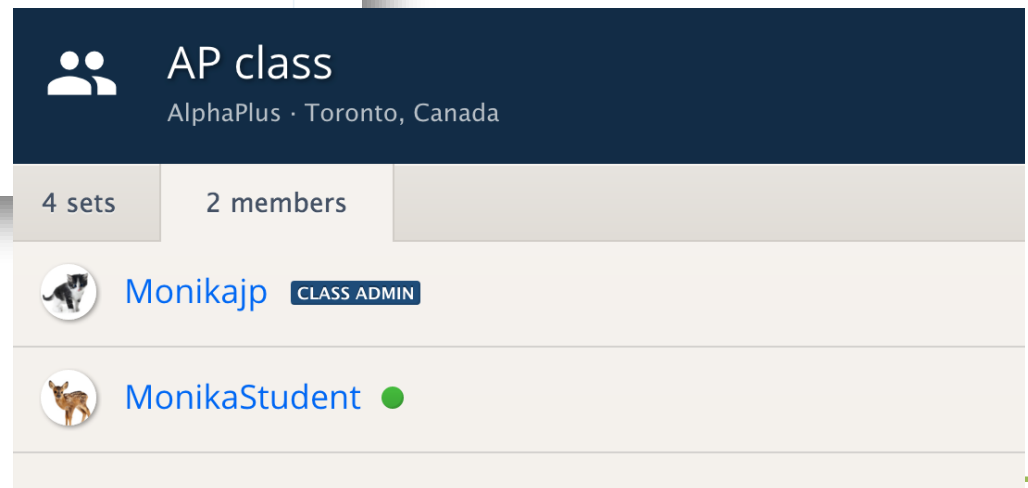 AP class
AlphaPlus · Toronto, Canada
4 sets 2 members
Monikajp CLASS ADMIN
MonikaStudent